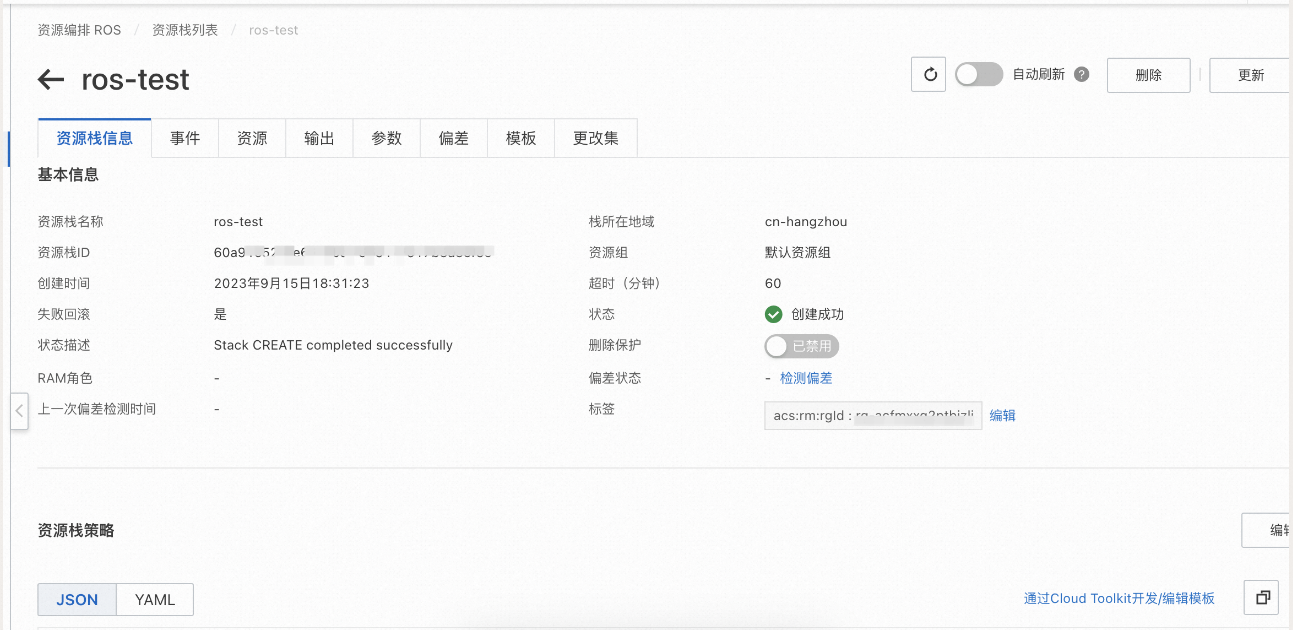 资源编排 ROS / 资源栈列表 / ros-test
ros-test
自动刷新 ? 删除 更新
资源栈信息 事件 资源 输出 参数 偏差 模板 更改集
基本信息
资源栈名称 ros-test 栈所在地域 cn-hangzhou
资源栈ID 资源组 默认资源组
创建时间 2023年9月15日18:31:23 超时（分钟） 60
失败回滚 是 状态 创建成功
状态描述 Stack CREATE completed successfully 删除保护 已禁用
RAM角色 - 偏差状态 - 检测偏差
上一次偏差检测时间 - 标签 acs:rm:rgId : 编辑
资源栈策略
JSON YAML 通过Cloud Toolkit开发/编辑模板